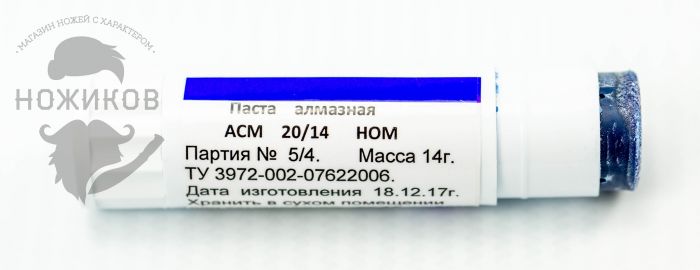 • МАГАЗИН НОЖЕЙ С ХАРАКТЕРОМ •
НОЖИКОВ
Паста алмазная
АСМ 20/14 НОМ
Партия № 5/4. Масса 14г.
ТУ 3972-002-07622006.
Дата изготовления 18.12.17г.
Хранить в сухом помещении